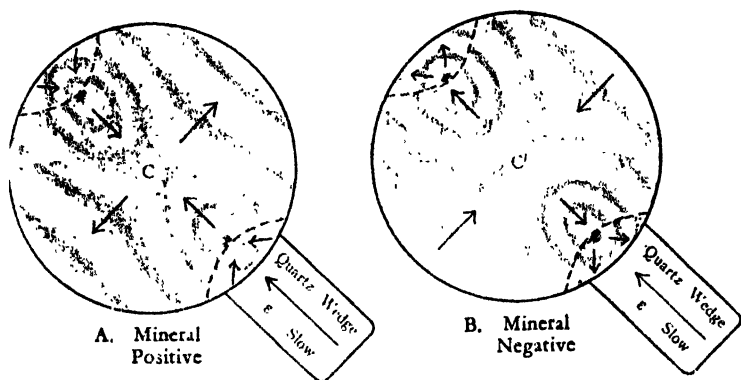 C
C
Quartz Wedge
ε Slow
Quartz Wedge
ε Slow
A. Mineral
Positive
B. Mineral
Negative